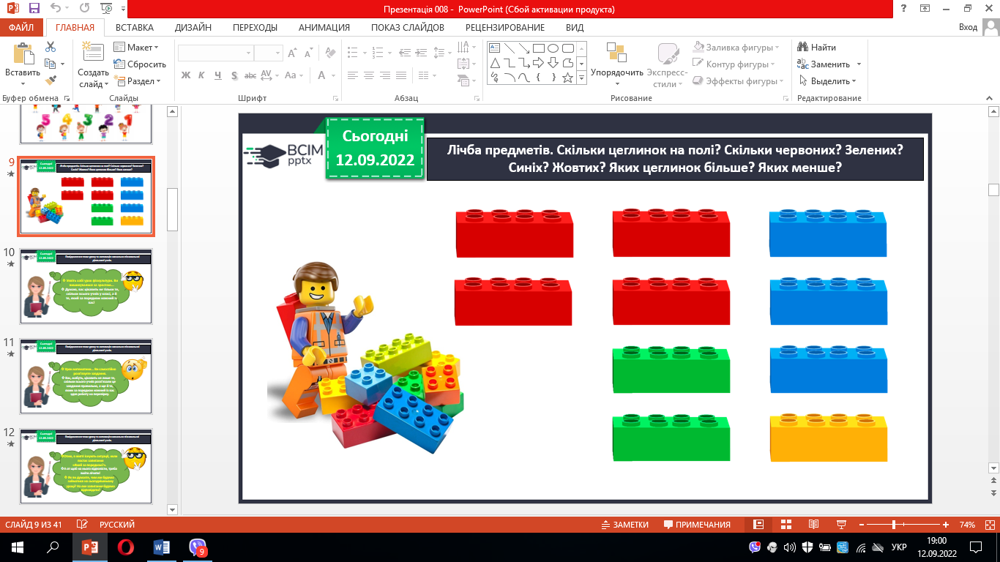 Презентація 008 - PowerPoint (Сбой активации продукта)
ФАЙЛ ГЛАВНАЯ ВСТАВКА ДИЗАЙН ПЕРЕХОДЫ АНИМАЦИЯ ПОКАЗ СЛАЙДОВ РЕЦЕНЗИРОВАНИЕ ВИД Вход
Вставить
Буфер обмена
Создать слайд
Макет
Сбросить
Раздел
Слайды
Ж К Ч S abc AV Aa А
Шрифт
Абзац
Упорядочить
Экспресс-стили
Заливка фигуры
Контур фигуры
Эффекты фигуры
Рисование
Найти
Заменить
Выделить
Редактирование
9
10
11
12
Сьогодні
12.09.2022
ВСІМ
pptx
Лічба предметів. Скільки цеглинок на полі? Скільки червоних? Зелених?
Синіх? Жовтих? Яких цеглинок більше? Яких менше?
СЛАЙД 9 ИЗ 41 РУССКИЙ ЗАМЕТКИ ПРИМЕЧАНИЯ 74%
9 УКР 19:00
12.09.2022